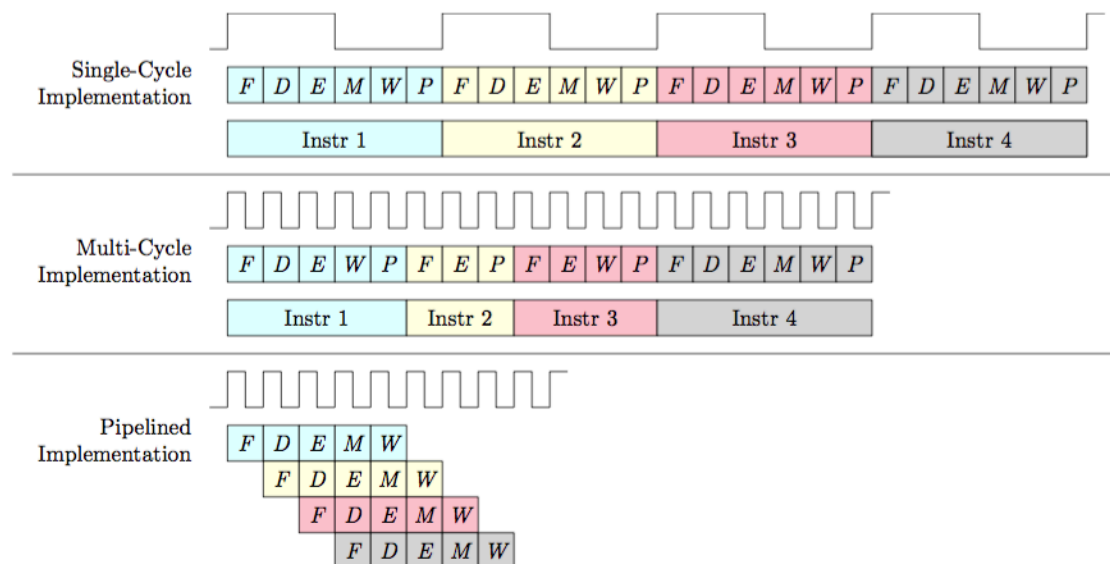 Single-Cycle
Implementation
F D E M W P F D E M W P F D E M W P F D E M W P
Instr 1 Instr 2 Instr 3 Instr 4
Multi-Cycle
Implementation
F D E W P F E P F E W P F D E M W P
Instr 1 Instr 2 Instr 3 Instr 4
Pipelined
Implementation
F D E M W
F D E M W
F D E M W
F D E M W